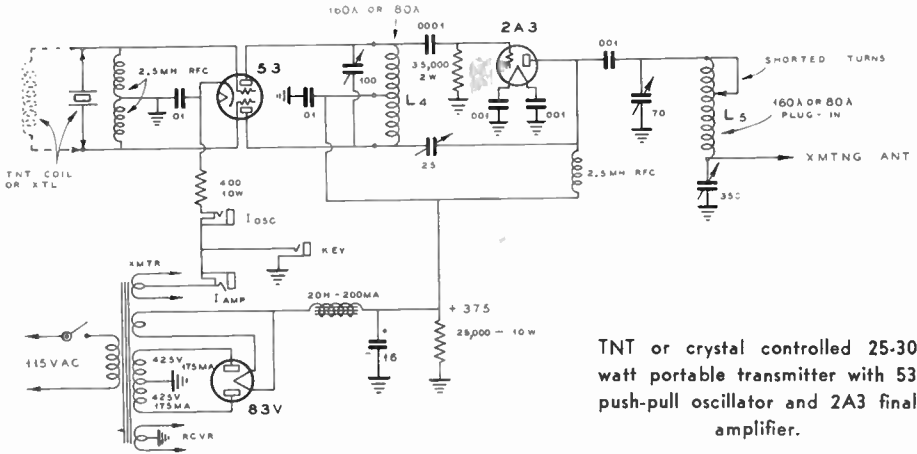 160A OR 80A
2A3
0001
001
53
35,000
2W
SHORTED TURNS
2.5MH RFC
100
L4
01
01
001
001
70
L5
160A OR 80A
PLUG-IN
25
XMTNG ANT
TNT COIL
OR XTL
400
10W
2.5MH RFC
350
IOSC
KEY
XMTR
IAMP
20H-200MA
+375
25,000-10W
115VAC
425V
175MA
425V
175MA
+
-
16
83V
RCVR
TNT or crystal controlled 25-30
watt portable transmitter with 53
push-pull oscillator and 2A3 final
amplifier.